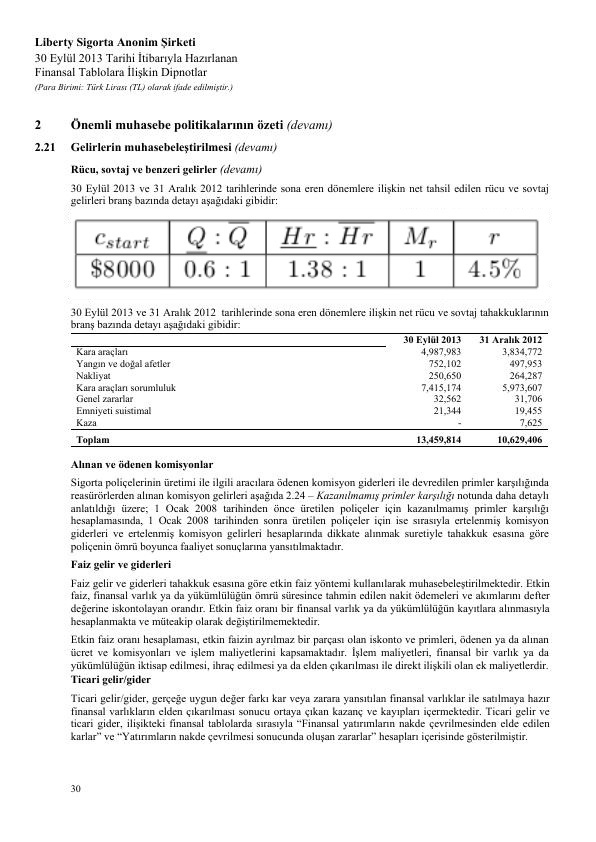 Liberty Sigorta Anonim Şirketi
30 Eylül 2013 Tarihi İtibarıyla Hazırlanan
Finansal Tablolara İlişkin Dipnotlar
(Para Birimi: Türk Lirası (TL) olarak ifade edilmiştir.)
2 Önemli muhasebe politikalarının özeti (devamı)
2.21 Gelirlerin muhasebeleştirilmesi (devamı)
Rücu, sovtaj ve benzeri gelirler (devamı)
30 Eylül 2013 ve 31 Aralık 2012 tarihlerinde sona eren dönemlere ilişkin net tahsil edilen rücu ve sovtaj
gelirleri branş bazında detayı aşağıdaki gibidir:
c_start Q : Q Hr : Hr M_r r
$8000 0.6 : 1 1.38 : 1 1 4.5%
30 Eylül 2013 ve 31 Aralık 2012 tarihlerinde sona eren dönemlere ilişkin net rücu ve sovtaj tahakkuklarının
branş bazında detayı aşağıdaki gibidir:
30 Eylül 2013 31 Aralık 2012
Kara araçları 4,987,983 3,834,772
Yangın ve doğal afetler 752,102 497,953
Nakliyat 250,650 264,287
Kara araçları sorumluluk 7,415,174 5,973,607
Genel zararlar 32,562 31,706
Emniyeti suistimal 21,344 19,455
Kaza - 7,625
Toplam 13,459,814 10,629,406
Alınan ve ödenen komisyonlar
Sigorta poliçelerinin üretimi ile ilgili aracılara ödenen komisyon giderleri ile devredilen primler karşılığında
reasürörlerden alınan komisyon gelirleri aşağıda 2.24 – Kazanılmamış primler karşılığı notunda daha detaylı
anlatıldığı üzere; 1 Ocak 2008 tarihinden önce üretilen poliçeler için kazanılmamış primler karşılığı
hesaplamasında, 1 Ocak 2008 tarihinden sonra üretilen poliçeler için ise sırasıyla ertelenmiş komisyon
giderleri ve ertelenmiş komisyon gelirleri hesaplarında dikkate alınmak suretiyle tahakkuk esasına göre
poliçenin ömrü boyunca faaliyet sonuçlarına yansıtılmaktadır.
Faiz gelir ve giderleri
Faiz gelir ve giderleri tahakkuk esasına göre etkin faiz yöntemi kullanılarak muhasebeleştirilmektedir. Etkin
faiz, finansal varlık ya da yükümlülüğün ömrü süresince tahmin edilen nakit ödemeleri ve akımlarını defter
değerine iskontolayan orandır. Etkin faiz oranı bir finansal varlık ya da yükümlülüğün kayıtlara alınmasıyla
hesaplanmakta ve müteakip olarak değiştirilmemektedir.
Etkin faiz oranı hesaplaması, etkin faizin ayrılmaz bir parçası olan iskonto ve primleri, ödenen ya da alınan
ücret ve komisyonları ve işlem maliyetlerini kapsamaktadır. İşlem maliyetleri, finansal bir varlık ya da
yükümlülüğün iktisap edilmesi, ihraç edilmesi ya da elden çıkarılması ile direkt ilişkili olan ek maliyetlerdir.
Ticari gelir/gider
Ticari gelir/gider, gerçeğe uygun değer farkı kar veya zarara yansıtılan finansal varlıklar ile satılmaya hazır
finansal varlıkların elden çıkarılması sonucu ortaya çıkan kazanç ve kayıpları içermektedir. Ticari gelir ve
ticari gider, ilişikteki finansal tablolarda sırasıyla “Finansal yatırımların nakde çevrilmesinden elde edilen
karlar” ve “Yatırımların nakde çevrilmesi sonucunda oluşan zararlar” hesapları içerisinde gösterilmiştir.
30